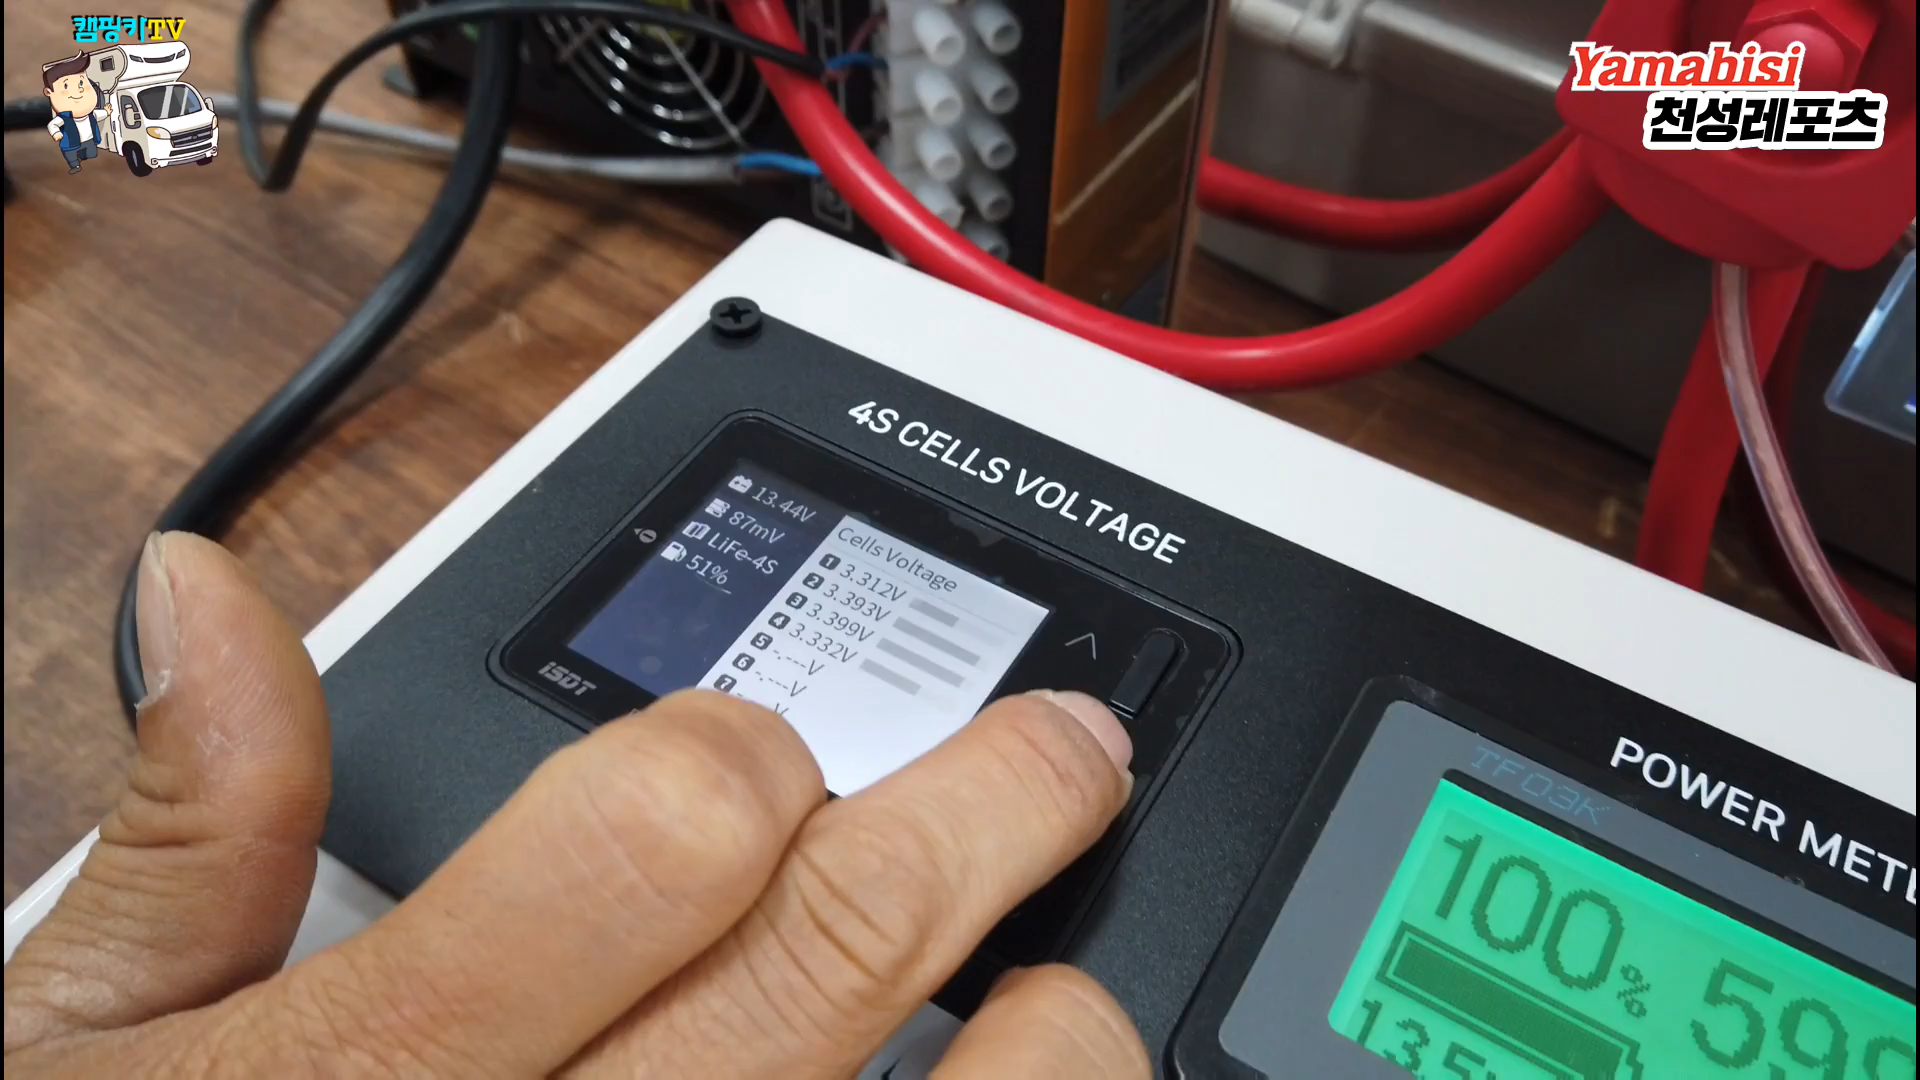 캠핑카TV
Yamabisi
천성레포츠
4S CELLS VOLTAGE
13.44V
87mV
LiFe-4S
51%
Cells Voltage
1 3.312V
2 3.393V
3 3.399V
4 3.332V
5 -.---V
6 -.---V
7
iSDT
POWER
TF03K
100%